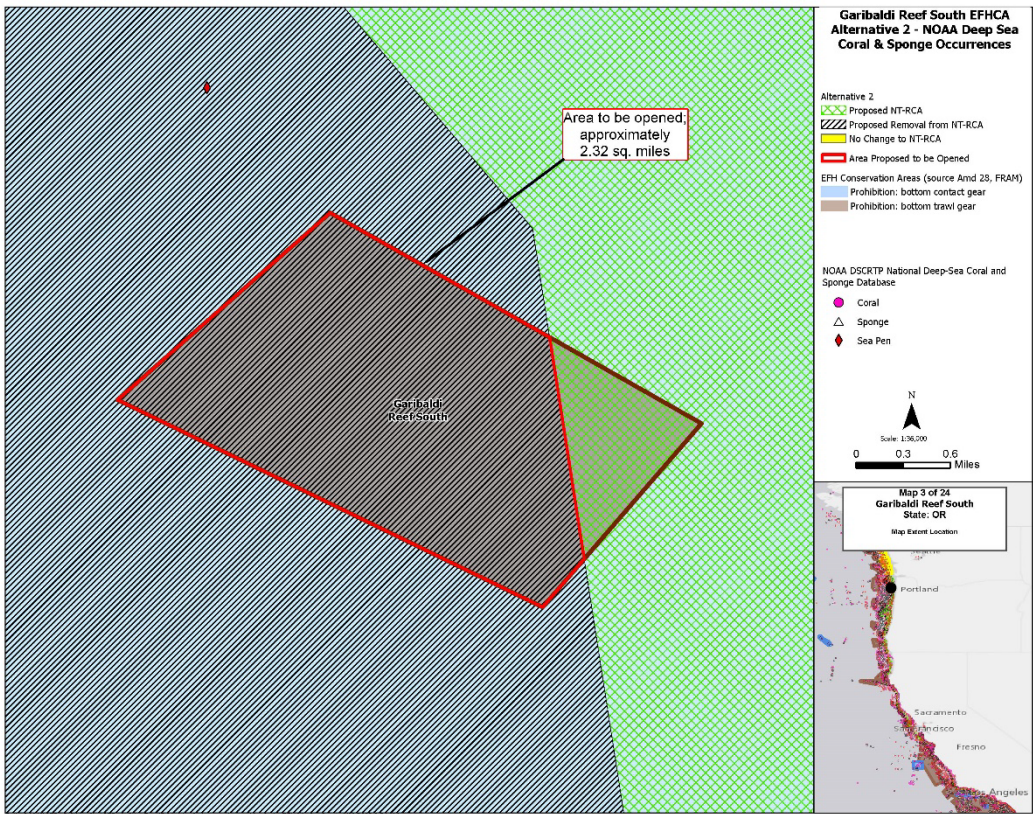 Area to be opened;
approximately
2.32 sq. miles
Garibaldi
Reef South
Garibaldi Reef South EFHCA
Alternative 2 - NOAA Deep Sea
Coral & Sponge Occurrences
Alternative 2
Proposed NT-RCA
Proposed Removal from NT-RCA
No Change to NT-RCA
Area Proposed to be Opened
EFH Conservation Areas (source Amd 28, FRAM)
Prohibition: bottom contact gear
Prohibition: bottom trawl gear
NOAA DSCRTP National Deep-Sea Coral and
Sponge Database
Coral
Sponge
Sea Pen
N
Scale: 1:36,000
0 0.3 0.6
Miles
Map 3 of 24
Garibaldi Reef South
State: OR
Map Extent Location
Portland
Sacramento
San Francisco
Fresno
Los Angeles